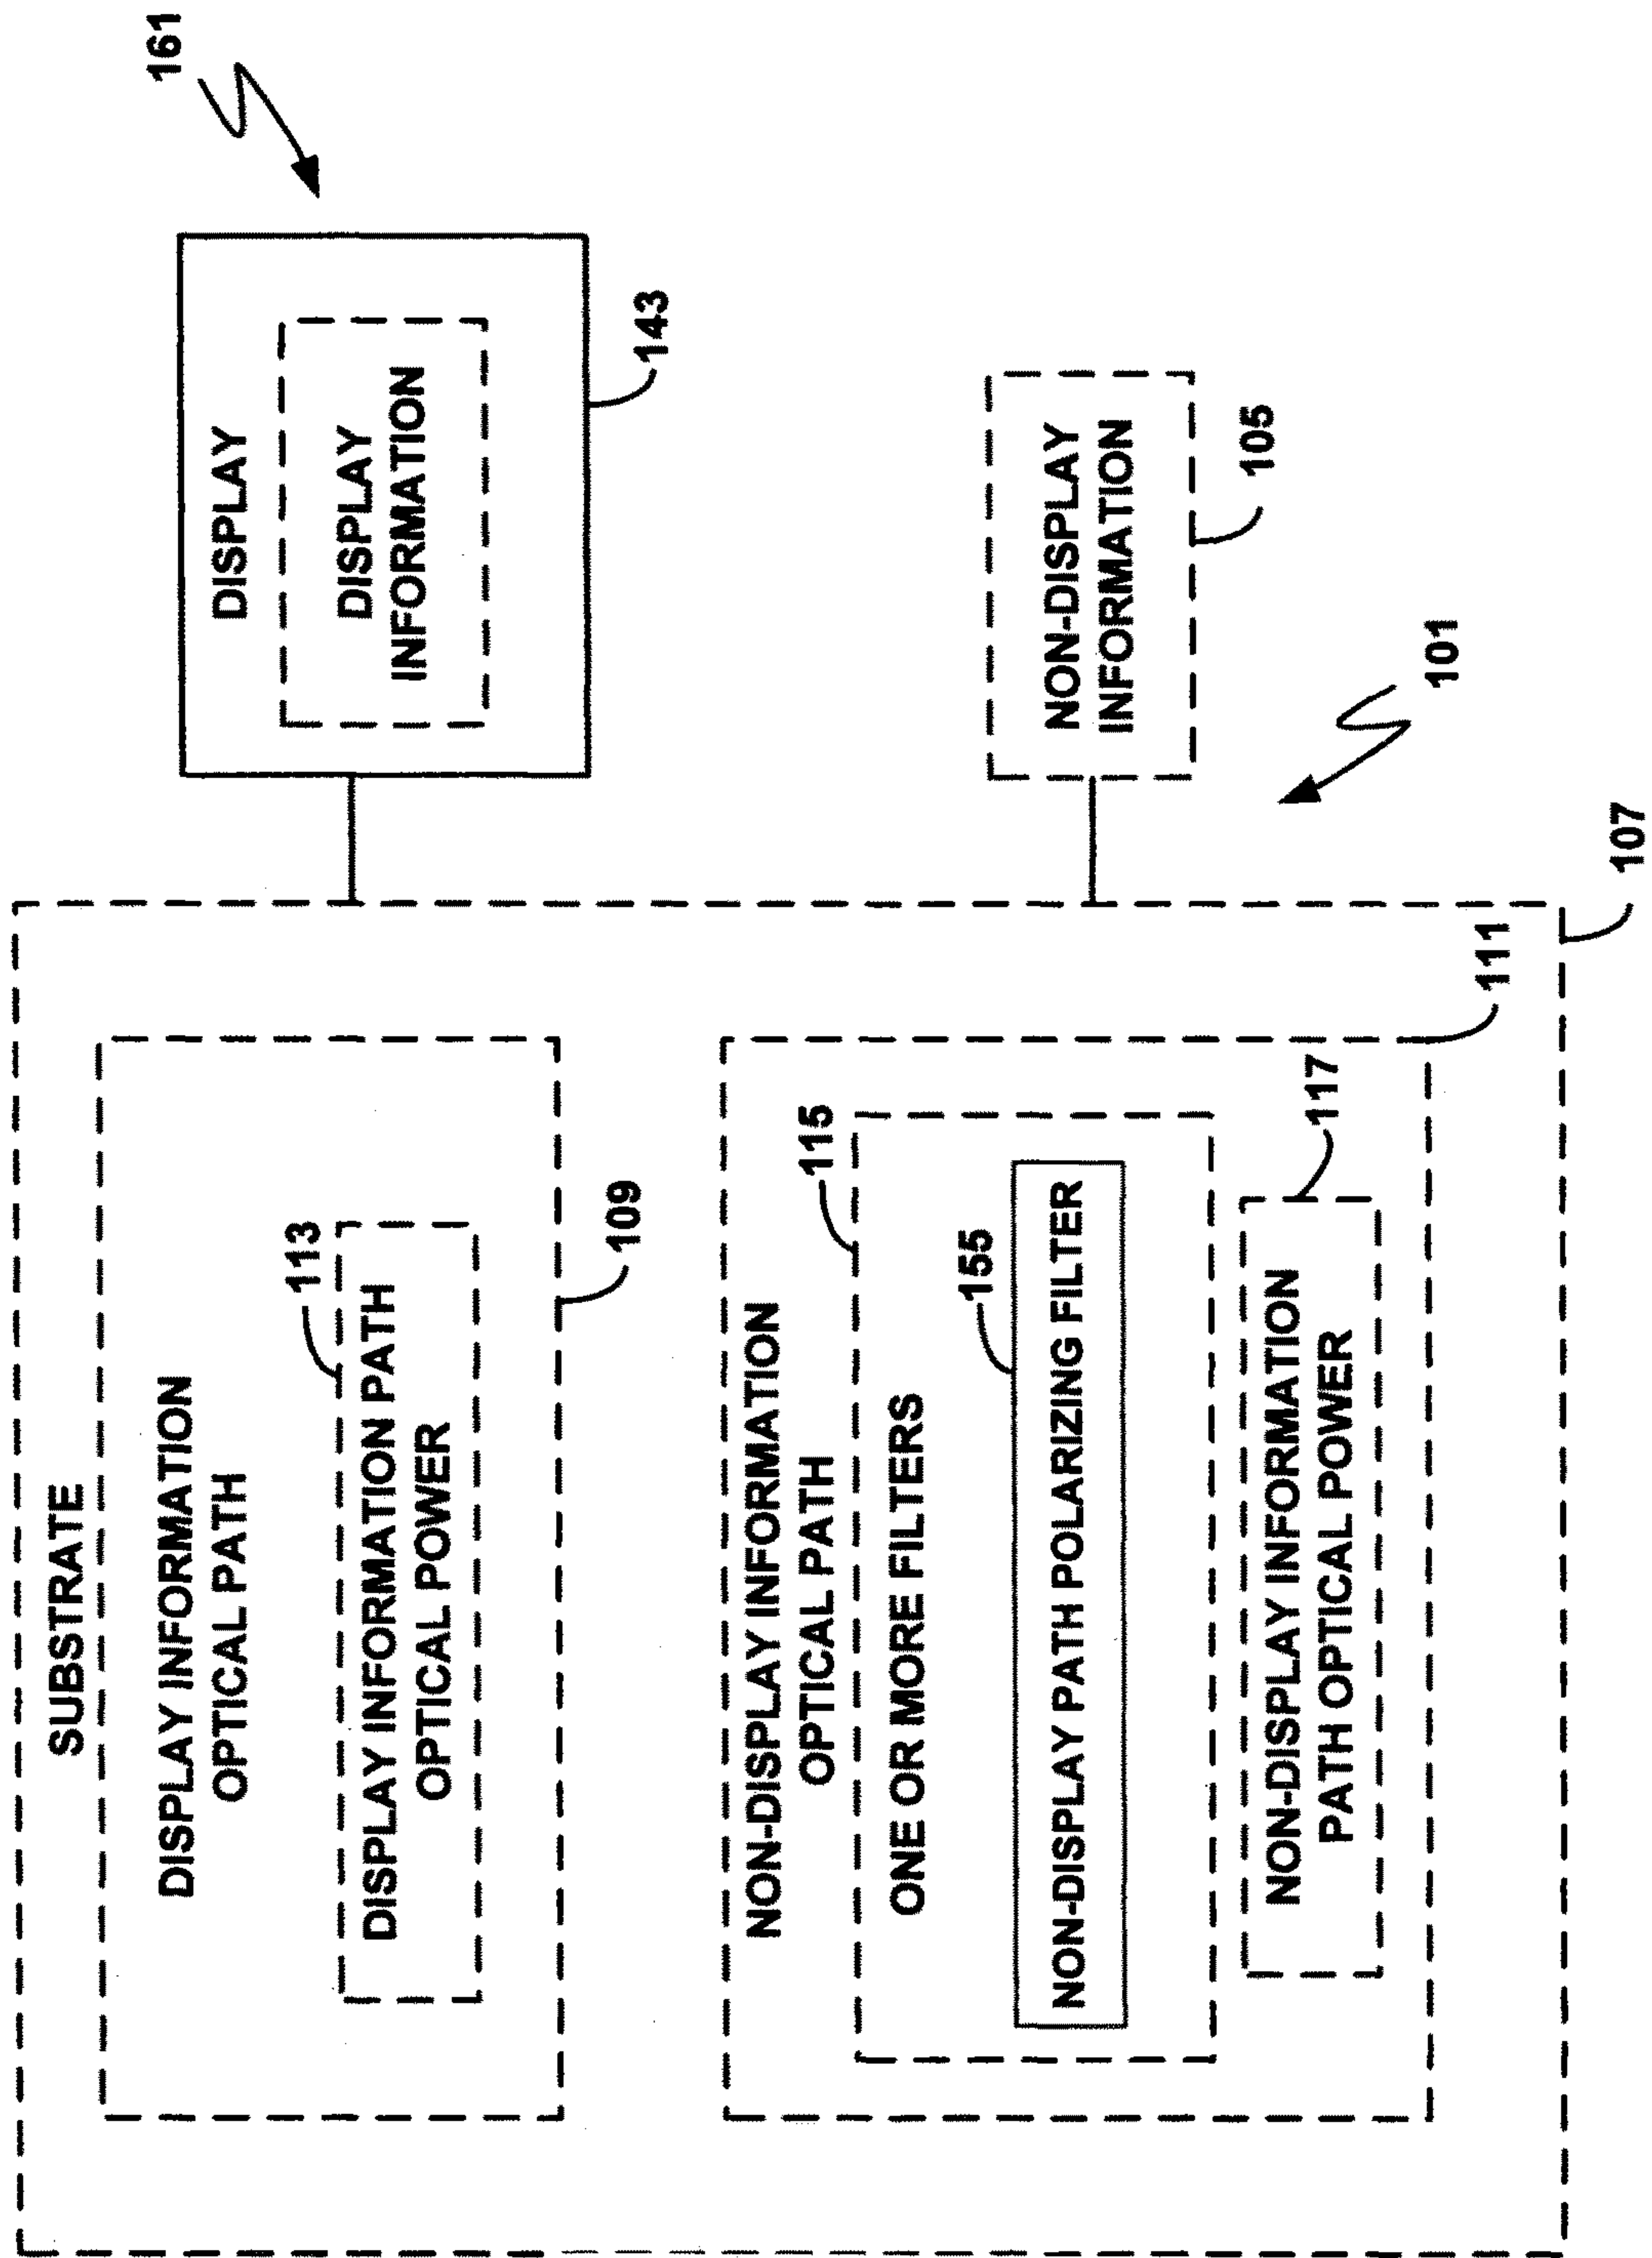 SUBSTRATE
DISPLAY INFORMATION
OPTICAL PATH
113
DISPLAY INFORMATION PATH
OPTICAL POWER
109
NON-DISPLAY INFORMATION
OPTICAL PATH
115
ONE OR MORE FILTERS
155
NON-DISPLAY PATH POLARIZING FILTER
117
NON-DISPLAY INFORMATION
PATH OPTICAL POWER
111
107
161
DISPLAY
DISPLAY
INFORMATION
143
NON-DISPLAY
INFORMATION
105
101